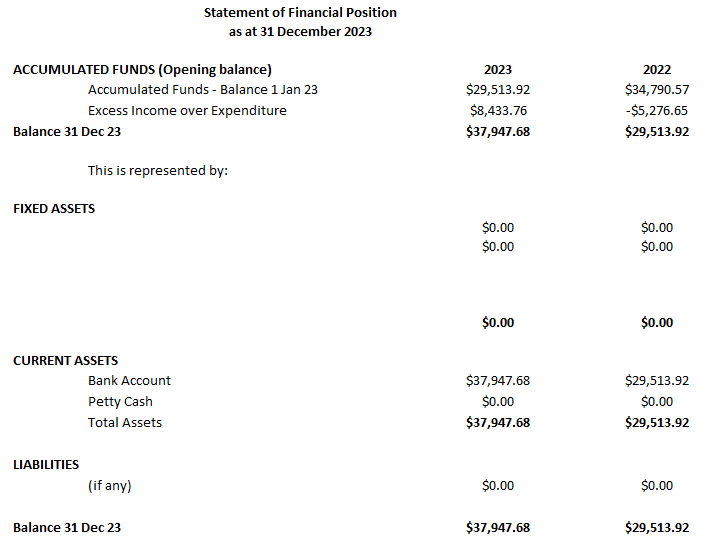 Statement of Financial Position
as at 31 December 2023
ACCUMULATED FUNDS (Opening balance) 2023 2022
Accumulated Funds - Balance 1 Jan 23 $29,513.92 $34,790.57
Excess Income over Expenditure $8,433.76 -$5,276.65
Balance 31 Dec 23 $37,947.68 $29,513.92
This is represented by:
FIXED ASSETS
$0.00 $0.00
$0.00 $0.00
$0.00 $0.00
CURRENT ASSETS
Bank Account $37,947.68 $29,513.92
Petty Cash $0.00 $0.00
Total Assets $37,947.68 $29,513.92
LIABILITIES
(if any) $0.00 $0.00
Balance 31 Dec 23 $37,947.68 $29,513.92